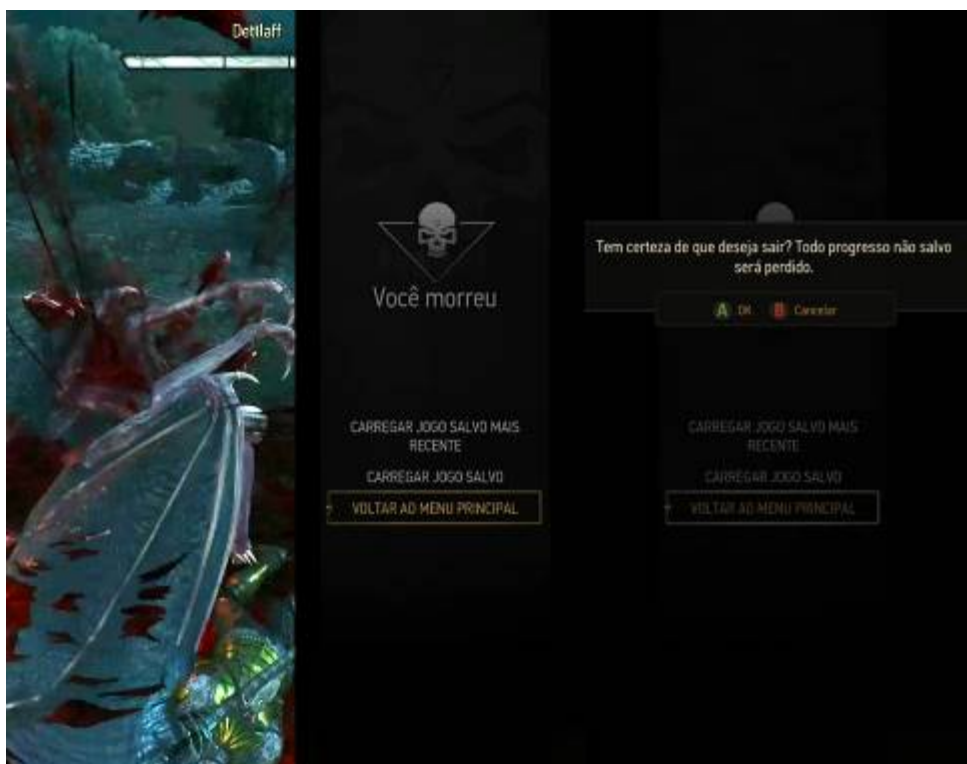 Dettlaff
Você morreu
CARREGAR JOGO SALVO MAIS
RECENTE
CARREGAR JOGO SALVO
VOLTAR AO MENU PRINCIPAL
Tem certeza de que deseja sair? Todo progresso não salvo
será perdido.
A OK B Cancelar
CARREGAR JOGO SALVO MAIS
RECENTE
CARREGAR JOGO SALVO
VOLTAR AO MENU PRINCIPAL